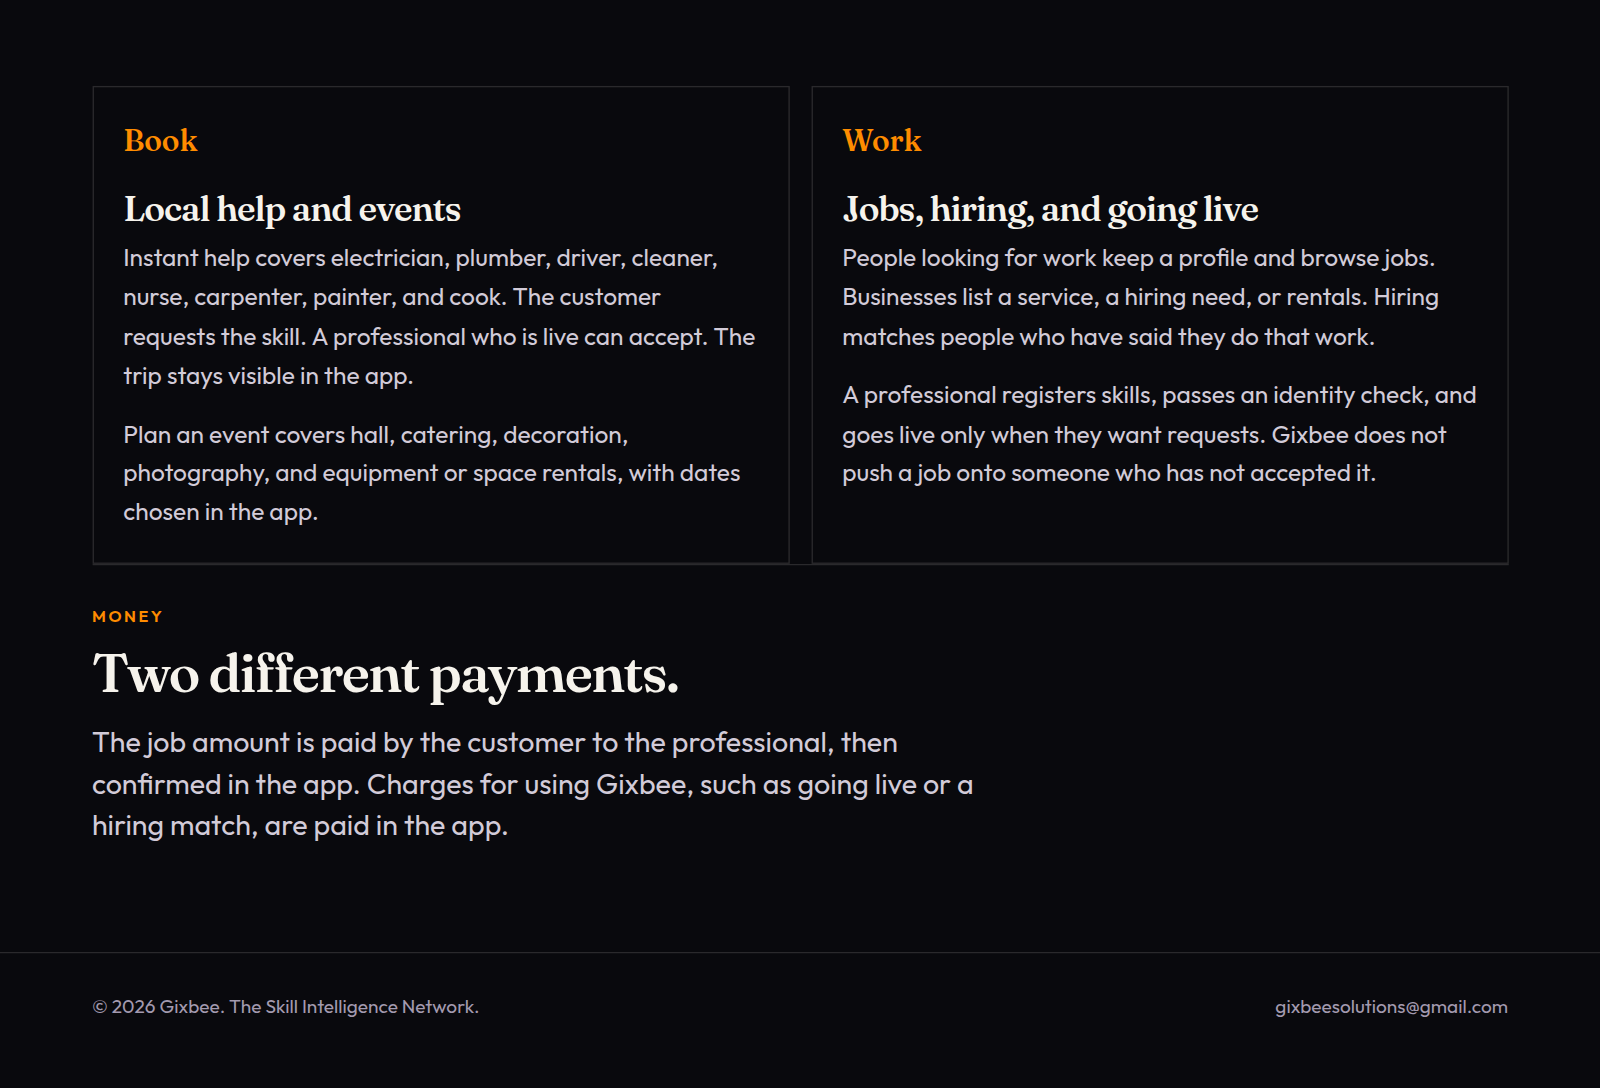 Book
Local help and events
Instant help covers electrician, plumber, driver, cleaner,
nurse, carpenter, painter, and cook. The customer
requests the skill. A professional who is live can accept. The
trip stays visible in the app.
Plan an event covers hall, catering, decoration,
photography, and equipment or space rentals, with dates
chosen in the app.
Work
Jobs, hiring, and going live
People looking for work keep a profile and browse jobs.
Businesses list a service, a hiring need, or rentals. Hiring
matches people who have said they do that work.
A professional registers skills, passes an identity check, and
goes live only when they want requests. Gixbee does not
push a job onto someone who has not accepted it.
MONEY
Two different payments.
The job amount is paid by the customer to the professional, then
confirmed in the app. Charges for using Gixbee, such as going live or a
hiring match, are paid in the app.
© 2026 Gixbee. The Skill Intelligence Network.
gixbeesolutions@gmail.com